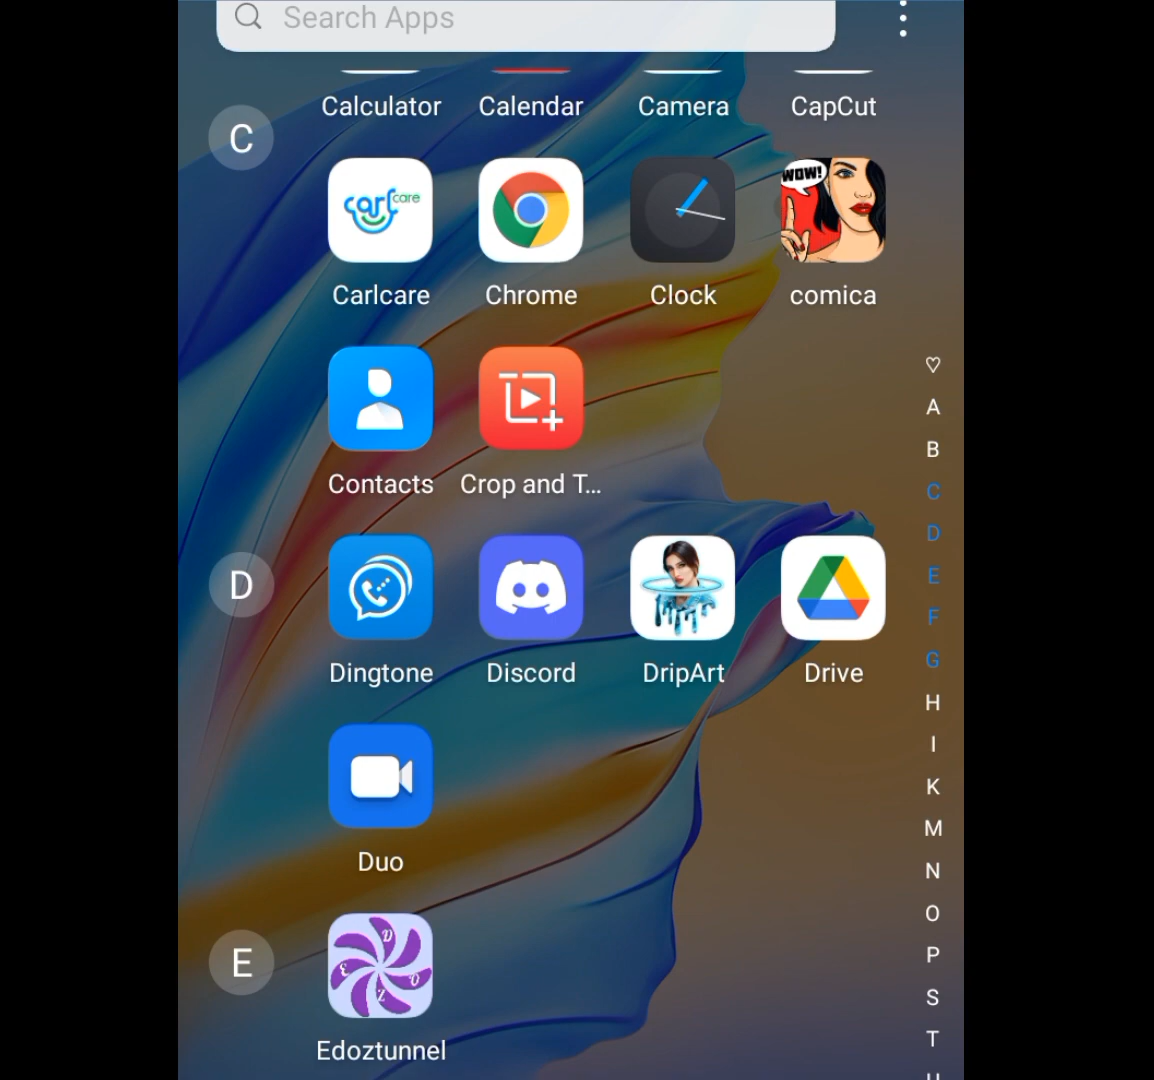 Search Apps
C
Calculator Calendar Camera CapCut
carlcare
WOW!
Carlcare Chrome Clock comica
Contacts Crop and T...
D
Dingtone Discord DripArt Drive
Duo
E
D
E
O
Z
Edoztunnel
A
B
C
D
E
F
G
H
I
K
M
N
O
P
S
T